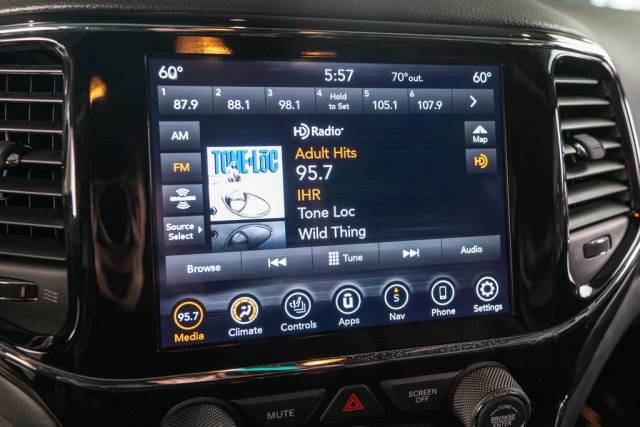 60° 5:57 70°out. 60°
1 87.9 2 88.1 3 98.1 4 Hold to Set 5 105.1 6 107.9
AM
FM
SiriusXM
Source Select
TONE-LOC
HD Radio
Adult Hits
95.7
IHR
Tone Loc
Wild Thing
Map
HD
Browse Tune Audio
95.7 S
Media Climate Controls Apps Nav Phone Settings
MUTE SCREEN OFF
TUNE
BROWSE
ENTER